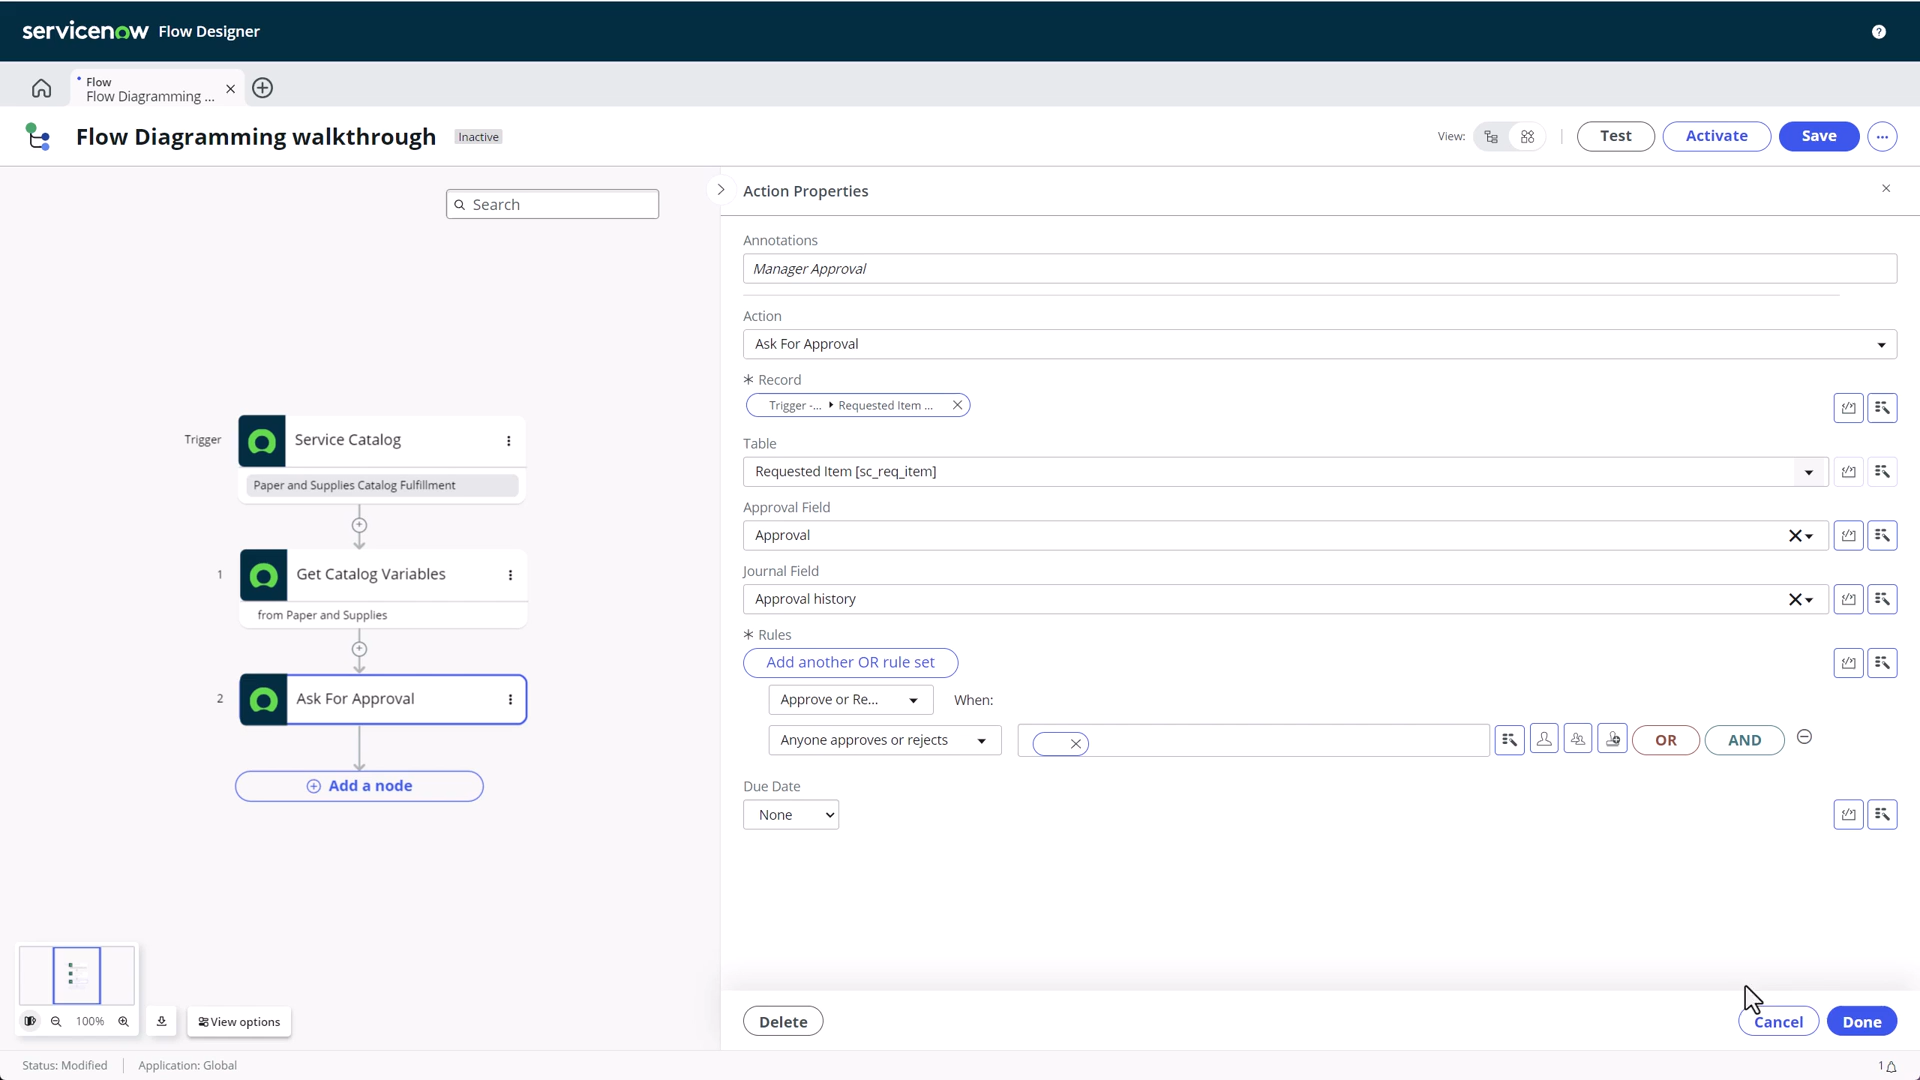 servicenow Flow Designer
Flow
Flow Diagramming ...
Flow Diagramming walkthrough Inactive
View: Test Activate Save
Search
Action Properties
Annotations
Manager Approval
Action
Ask For Approval
* Record
Trigger -... Requested Item ...
Table
Requested Item [sc_req_item]
Approval Field
Approval
Journal Field
Approval history
* Rules
Add another OR rule set
Approve or Re... When:
Anyone approves or rejects OR AND
Due Date
None
Trigger Service Catalog
Paper and Supplies Catalog Fulfillment
1 Get Catalog Variables
from Paper and Supplies
2 Ask For Approval
Add a node
100% View options
Delete Cancel Done
Status: Modified Application: Global 1